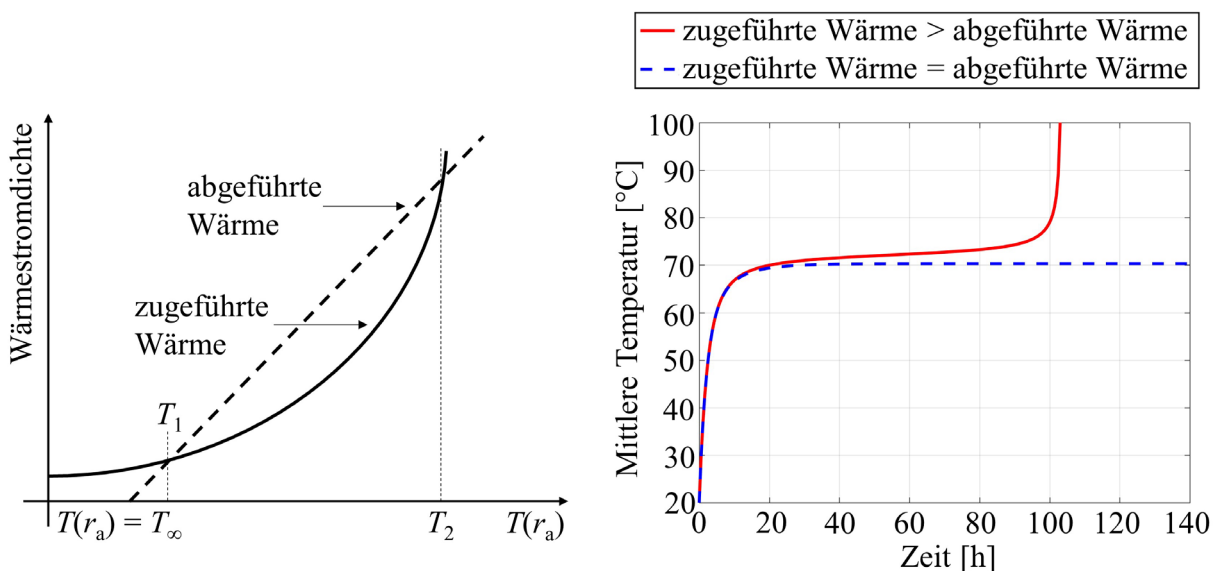 Wärmestromdichte
abgeführte
Wärme
zugeführte
Wärme
T1
T(ra) = T∞
T2
T(ra)
zugeführte Wärme > abgeführte Wärme
zugeführte Wärme = abgeführte Wärme
Mittlere Temperatur [°C]
100
90
80
70
60
50
40
30
20
0 20 40 60 80 100 120 140
Zeit [h]